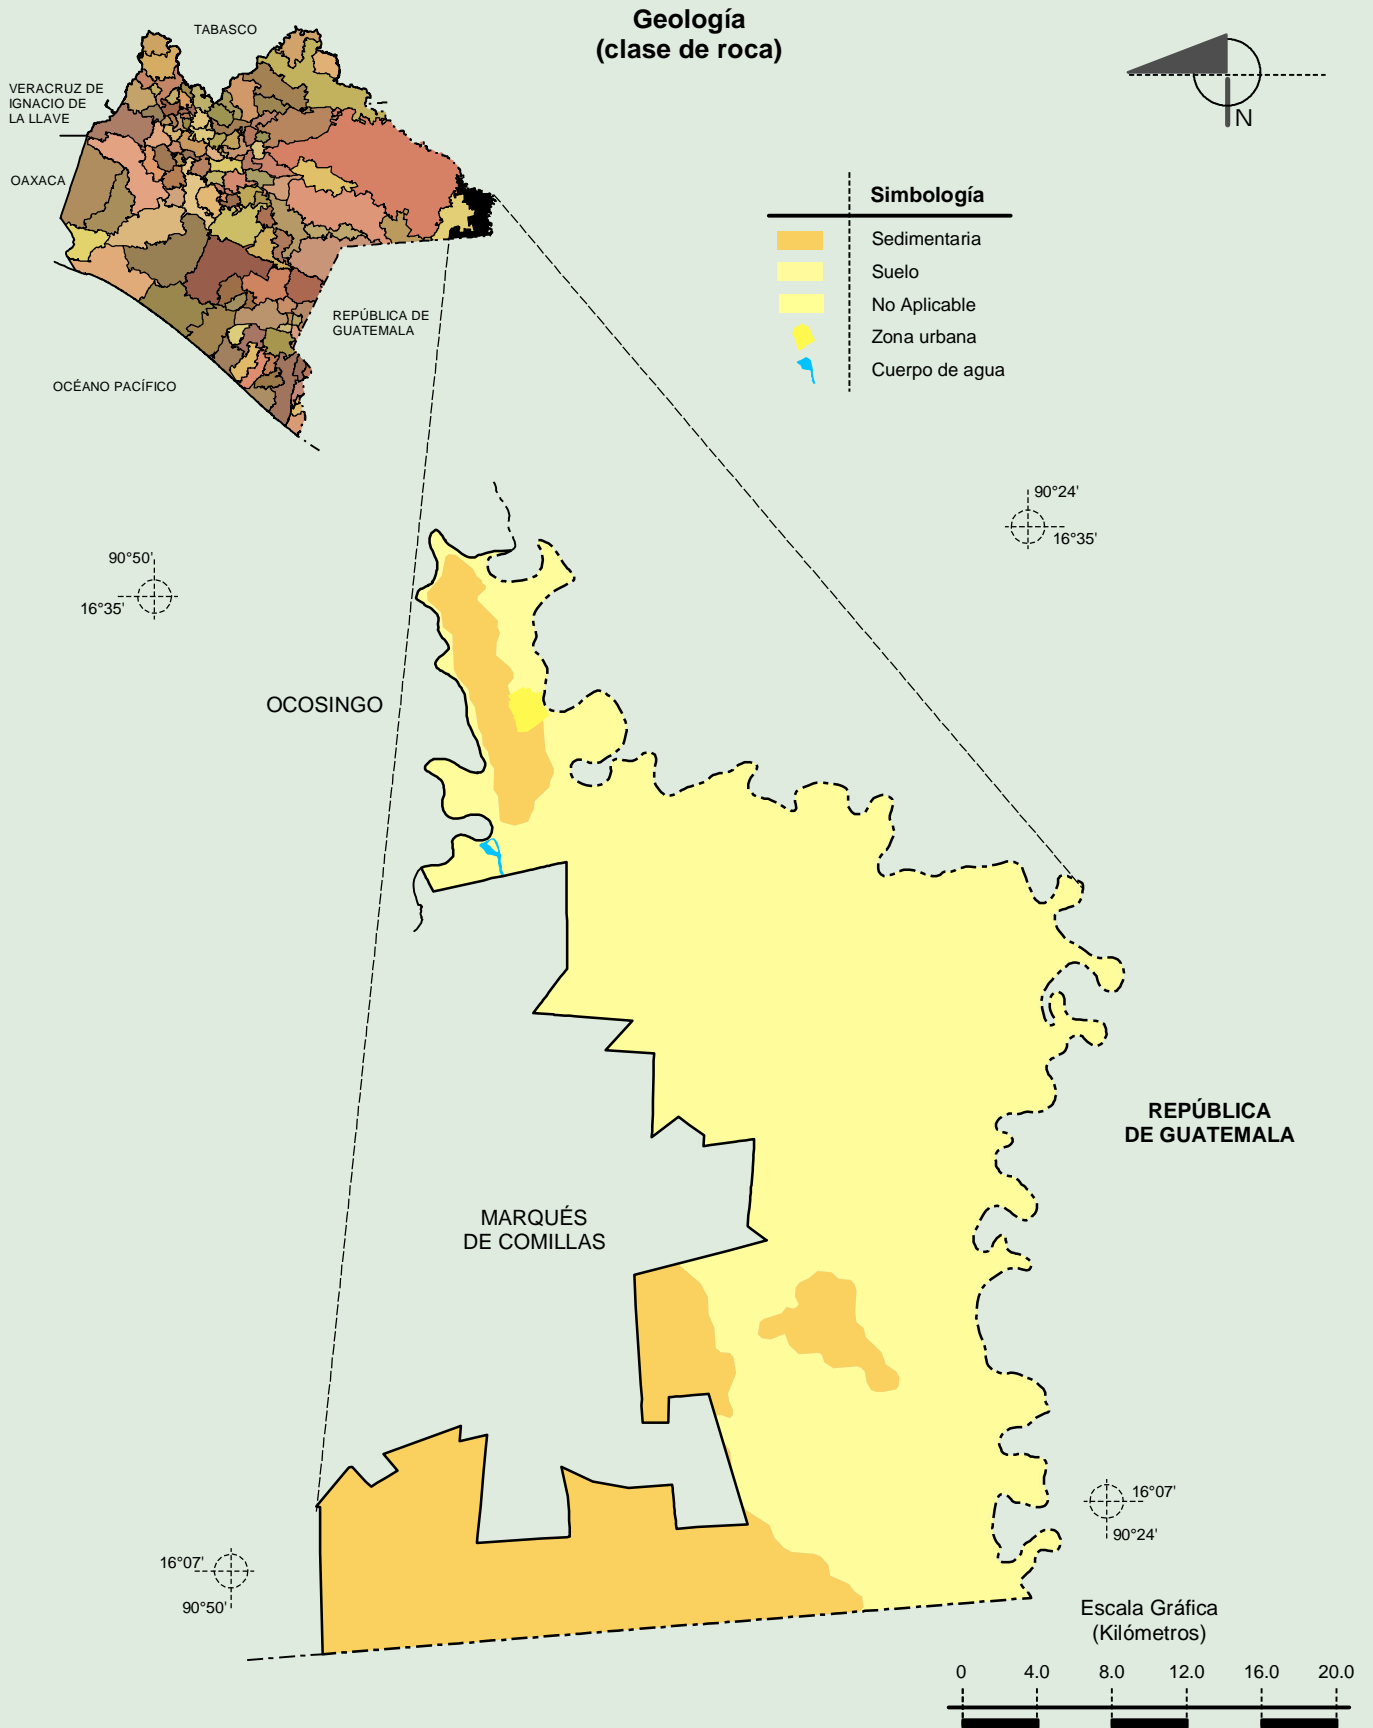 Geología
(clase de roca)
TABASCO
VERACRUZ DE
IGNACIO DE
LA LLAVE
OAXACA
REPÚBLICA DE
GUATEMALA
OCÉANO PACÍFICO
N
Simbología
Sedimentaria
Suelo
No Aplicable
Zona urbana
Cuerpo de agua
90°24'
16°35'
90°50'
16°35'
OCOSINGO
REPÚBLICA
DE GUATEMALA
MARQUÉS
DE COMILLAS
16°07'
90°24'
16°07'
90°50'
Escala Gráfica
(Kilómetros)
0 4.0 8.0 12.0 16.0 20.0